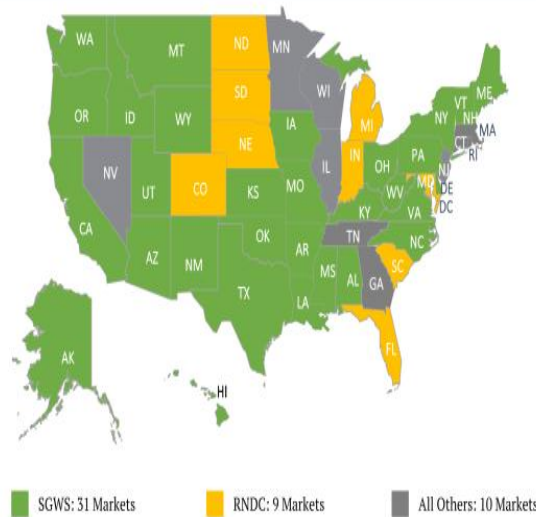 WA
MT
ND
MN
OR
ID
WY
SD
WI
MI
NY
VT
NH
ME
MA
CT
RI
NV
UT
CO
NE
IA
IL
IN
OH
PA
NJ
MD
DE
DC
CA
KS
MO
KY
WV
VA
AZ
NM
OK
AR
TN
NC
SC
TX
LA
MS
AL
GA
FL
AK
HI
SGWS: 31 Markets
RNDC: 9 Markets
All Others: 10 Markets